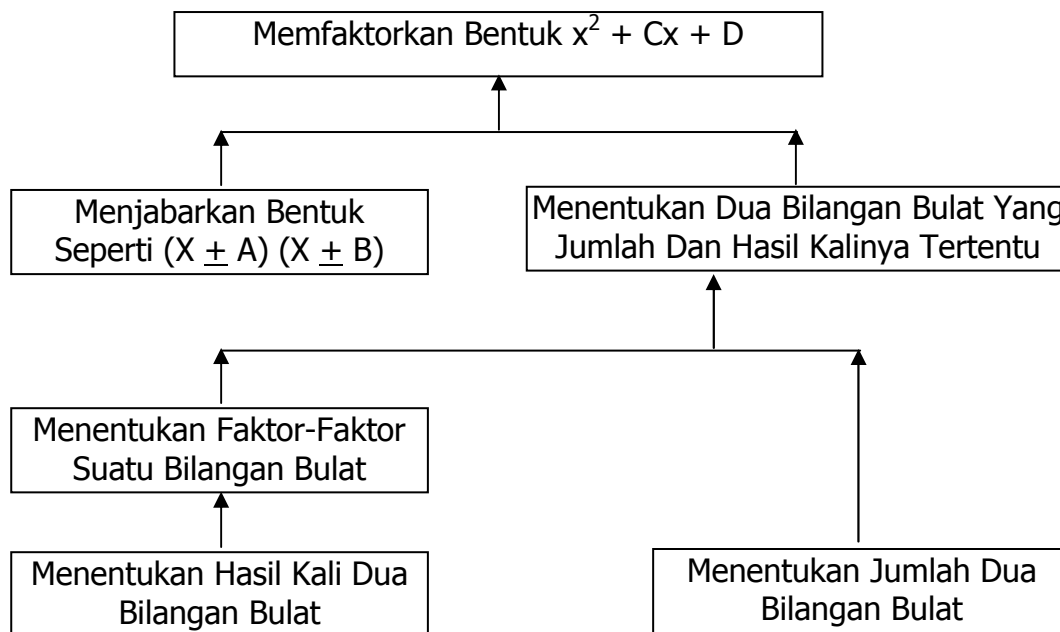 Memfaktorkan Bentuk x² + Cx + D
Menjabarkan Bentuk
Seperti (X + A) (X + B)
Menentukan Dua Bilangan Bulat Yang
Jumlah Dan Hasil Kalinya Tertentu
Menentukan Faktor-Faktor
Suatu Bilangan Bulat
Menentukan Hasil Kali Dua
Bilangan Bulat
Menentukan Jumlah Dua
Bilangan Bulat